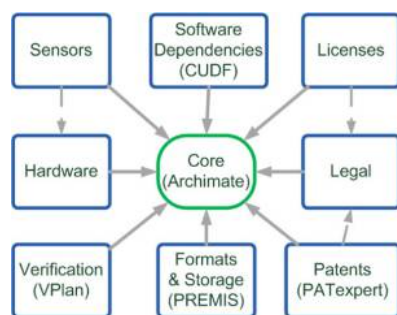 Sensors
Software
Dependencies
(CUDF)
Licenses
Hardware
Core
(Archimate)
Legal
Verification
(VPlan)
Formats
& Storage
(PREMIS)
Patents
(PATexpert)